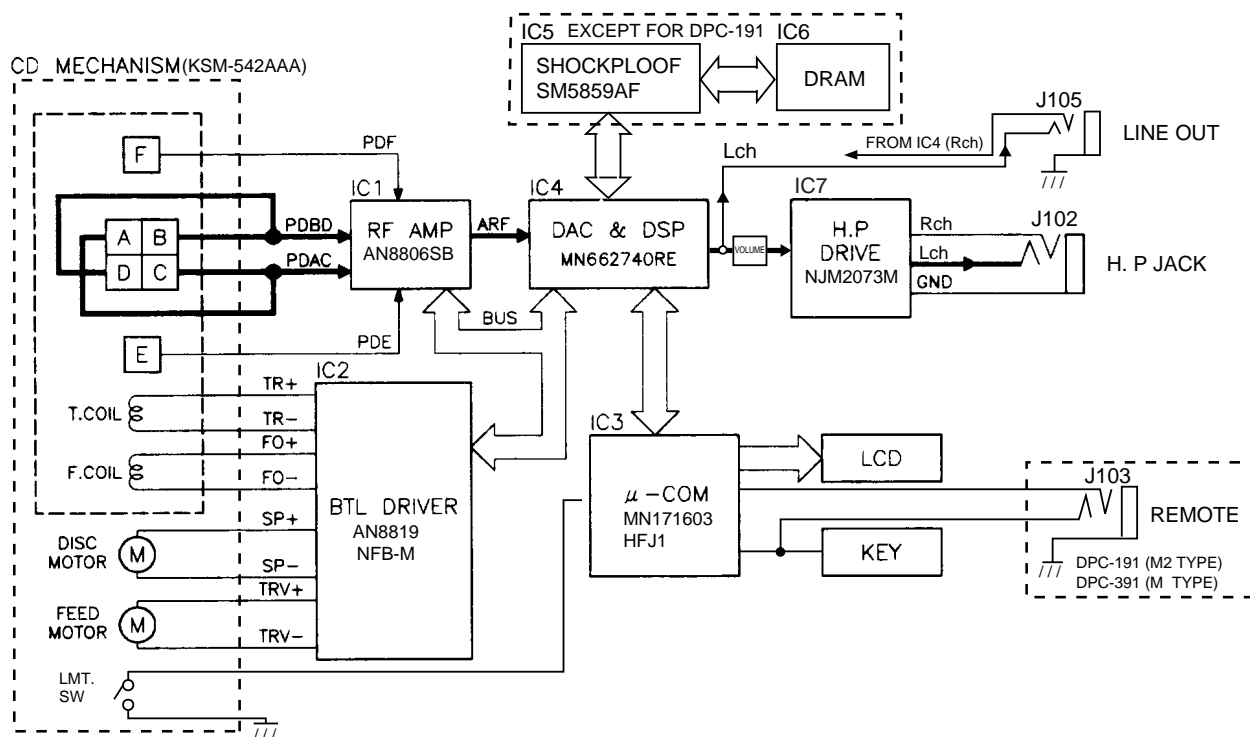 IC5 EXCEPT FOR DPC-191 IC6
SHOCKPLOOF
SM5859AF
DRAM
CD MECHANISM(KSM-542AAA)
J105
LINE OUT
FROM IC4 (Rch)
Lch
F
PDF
IC1
RF AMP
AN8806SB
PDBD
PDAC
A B
D C
ARF
IC4
DAC & DSP
MN662740RE
VOLUME
IC7
H.P
DRIVE
NJM2073M
Rch
Lch
GND
J102
H. P JACK
E
PDE
BUS
IC2
BTL DRIVER
AN8819
NFB-M
T.COIL
TR+
TR-
F.COIL
FO+
FO-
DISC
MOTOR
M
SP+
SP-
FEED
MOTOR
M
TRV+
TRV-
LMT.
SW
IC3
μ-COM
MN171603
HFJ1
LCD
KEY
J103
REMOTE
DPC-191 (M2 TYPE)
DPC-391 (M TYPE)